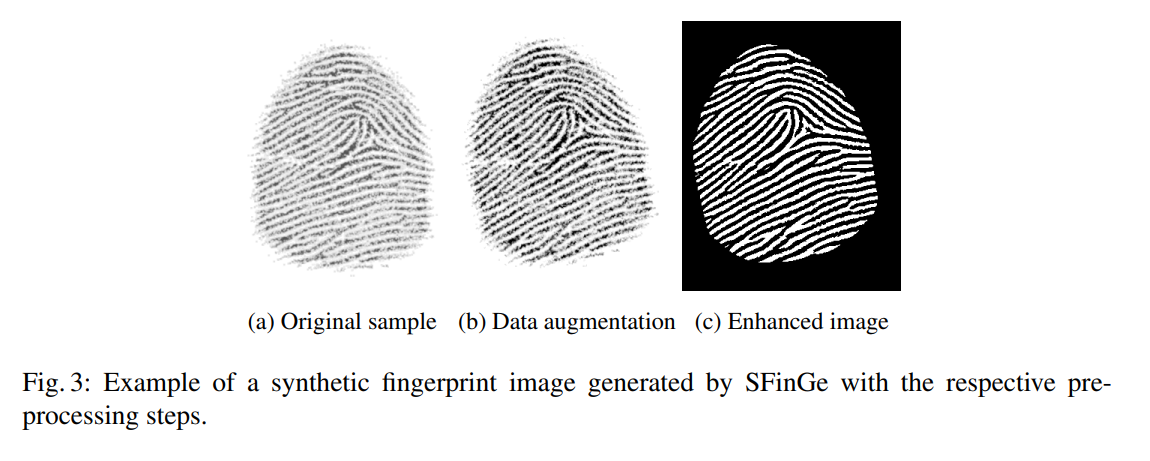 (a) Original sample (b) Data augmentation (c) Enhanced image
Fig. 3: Example of a synthetic fingerprint image generated by SFinGe with the respective pre-
processing steps.